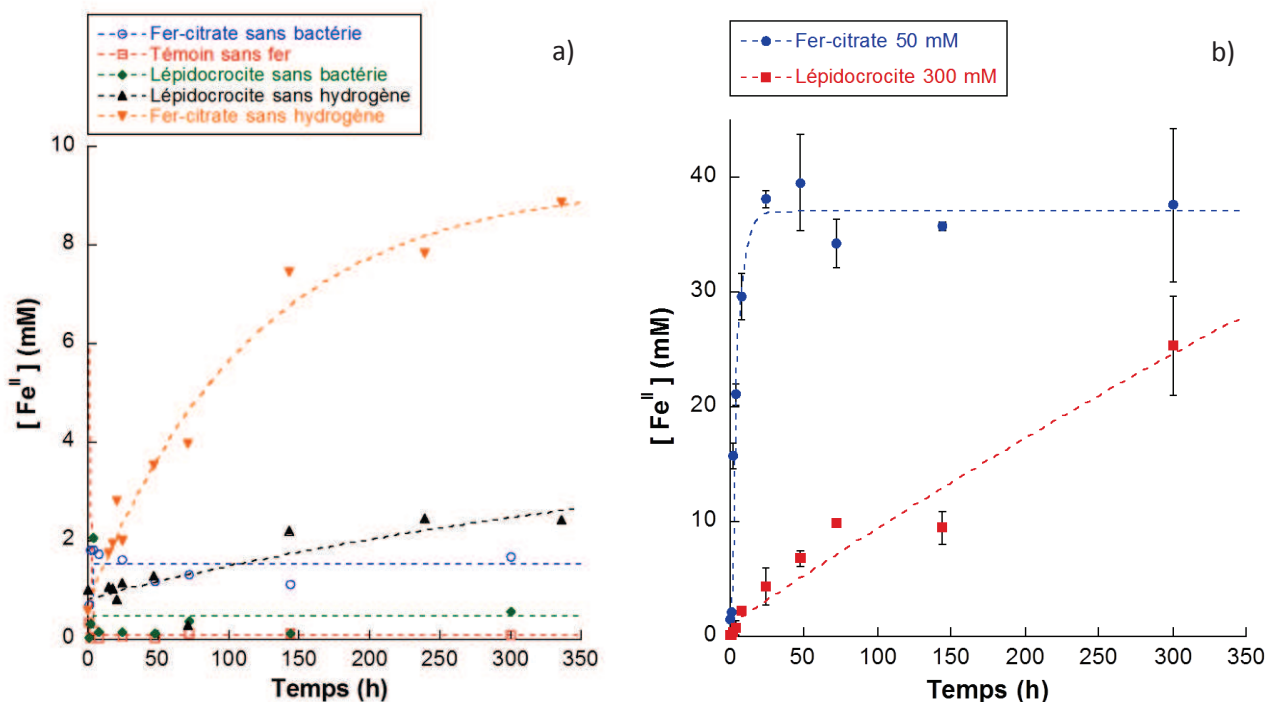 Fer-citrate sans bactérie
Témoin sans fer
Lépidocrocite sans bactérie
Lépidocrocite sans hydrogène
Fer-citrate sans hydrogène
a)
10
8
6
4
2
0
[ Fe^II ] (mM)
0 50 100 150 200 250 300 350
Temps (h)
Fer-citrate 50 mM
Lépidocrocite 300 mM
b)
40
30
20
10
0
[ Fe^II ] (mM)
0 50 100 150 200 250 300 350
Temps (h)